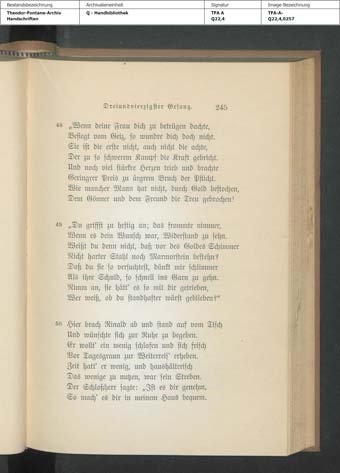 Bestandsbezeichnung Archivalieneinheit Signatur Image-Bezeichnung
Theodor-Fontane-Archiv Q - Handbibliothek TFA A TFA-A-
Handschriften Q22,4 Q22,4,0257
Dreiundvierzigster Gesang. 245
48 „Wenn deine Frau dich zu betrügen dachte,
Besiegt vom Geiz, so wundre dich doch nicht.
Sie ist die erste nicht, auch nicht die achte,
Der zu so schwerem Kampf die Kraft gebricht.
Und noch viel stärkre Herzen trieb und brachte
Geringerer Preis zu ärgrem Bruch der Pflicht.
Wie mancher Mann hat nicht, durch Gold bestochen,
Dem Gönner und dem Freund die Treu gebrochen!
49 „Du griffst zu heftig an; das frommte nimmer,
Wenn es dein Wunsch war, Widerstand zu sehn.
Weißt du denn nicht, daß vor des Goldes Schimmer
Nicht harter Stahl noch Marmorstein bestehn?
Daß du sie so versuchtest, dünkt mir schlimmer
Als ihre Schuld, so schnell ins Garn zu gehn.
Nimm an, sie hätt' es so mit dir getrieben,
Wer weiß, ob du standhafter wärst geblieben?"
50 Hier brach Rinald ab und stand auf vom Tisch
Und wünschte sich zur Ruhe zu begeben.
Er wollt' ein wenig schlafen und sich frisch
Vor Tagesgraun zur Weiterreis' erheben.
Zeit hatt' er wenig, und haushälterisch
Das wenige zu nutzen, war sein Streben.
Der Schloßherr sagte: „Ist es dir genehm,
So mach' es dir in meinem Haus bequem.